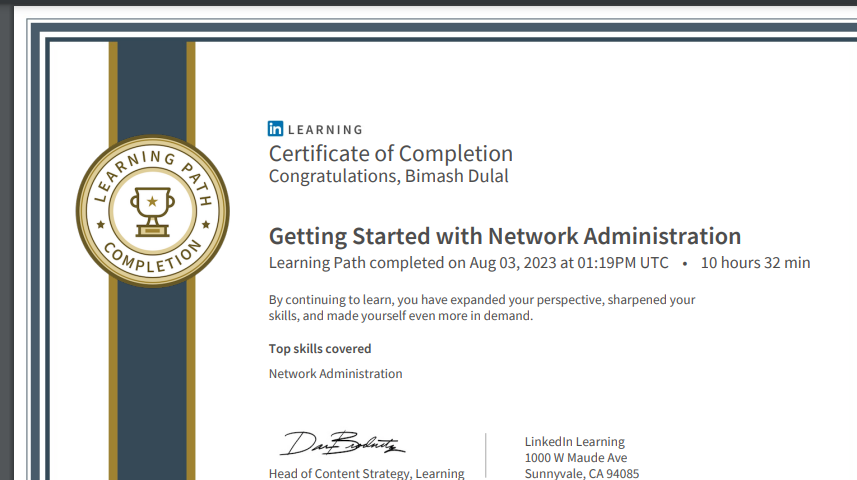 LEARNING PATH
COMPLETION
in LEARNING
Certificate of Completion
Congratulations, Bimash Dulal
Getting Started with Network Administration
Learning Path completed on Aug 03, 2023 at 01:19PM UTC • 10 hours 32 min
By continuing to learn, you have expanded your perspective, sharpened your
skills, and made yourself even more in demand.
Top skills covered
Network Administration
Head of Content Strategy, Learning
LinkedIn Learning
1000 W Maude Ave
Sunnyvale, CA 94085